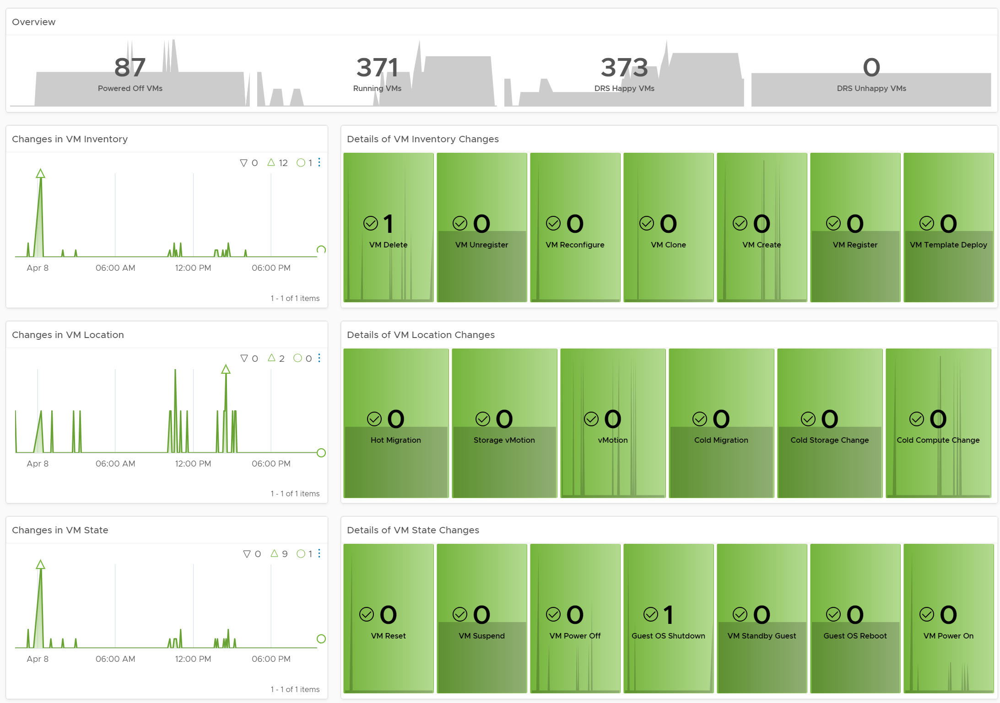 Overview
87
Powered Off VMs
371
Running VMs
373
DRS Happy VMs
0
DRS Unhappy VMs
Changes in VM Inventory
0 12 1
Apr 8 06:00 AM 12:00 PM 06:00 PM
1 - 1 of 1 items
Details of VM Inventory Changes
1
VM Delete
0
VM Unregister
0
VM Reconfigure
0
VM Clone
0
VM Create
0
VM Register
0
VM Template Deploy
Changes in VM Location
0 2 0
Apr 8 06:00 AM 12:00 PM 06:00 PM
1 - 1 of 1 items
Details of VM Location Changes
0
Hot Migration
0
Storage vMotion
0
vMotion
0
Cold Migration
0
Cold Storage Change
0
Cold Compute Change
Changes in VM State
0 9 1
Apr 8 06:00 AM 12:00 PM 06:00 PM
1 - 1 of 1 items
Details of VM State Changes
0
VM Reset
0
VM Suspend
0
VM Power Off
1
Guest OS Shutdown
0
VM Standby Guest
0
Guest OS Reboot
0
VM Power On